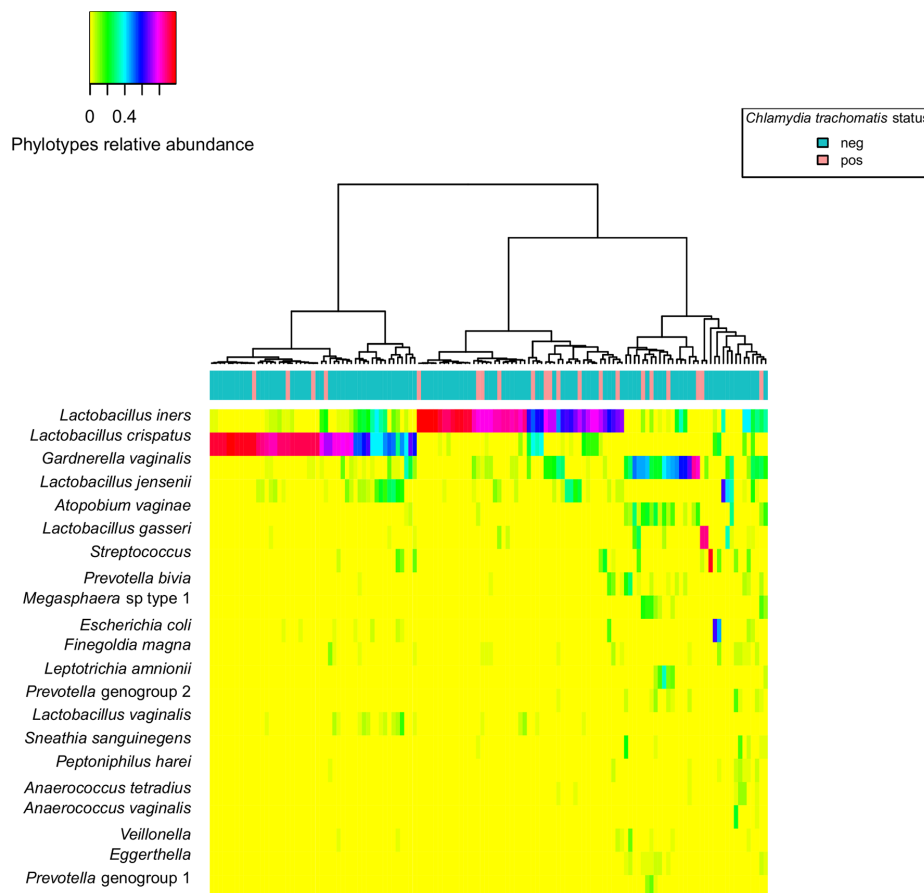 0 0.4
Phylotypes relative abundance
Chlamydia trachomatis status
neg
pos
Lactobacillus iners
Lactobacillus crispatus
Gardnerella vaginalis
Lactobacillus jensenii
Atopobium vaginae
Lactobacillus gasseri
Streptococcus
Prevotella bivia
Megasphaera sp type 1
Escherichia coli
Finegoldia magna
Leptotrichia amnionii
Prevotella genogroup 2
Lactobacillus vaginalis
Sneathia sanguinegens
Peptoniphilus harei
Anaerococcus tetradius
Anaerococcus vaginalis
Veillonella
Eggerthella
Prevotella genogroup 1